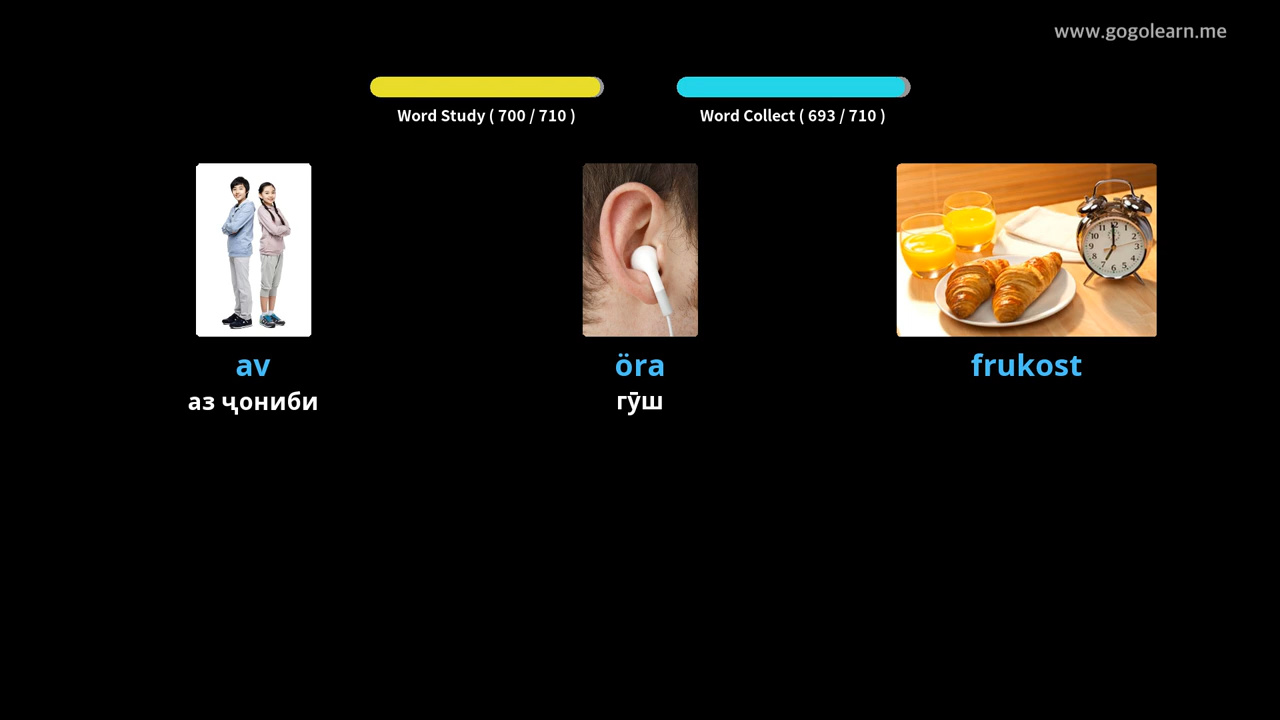 www.gogolearn.me
Word Study ( 700 / 710 )
Word Collect ( 693 / 710 )
av
öra
frukost
аз ҷониби
гӯш